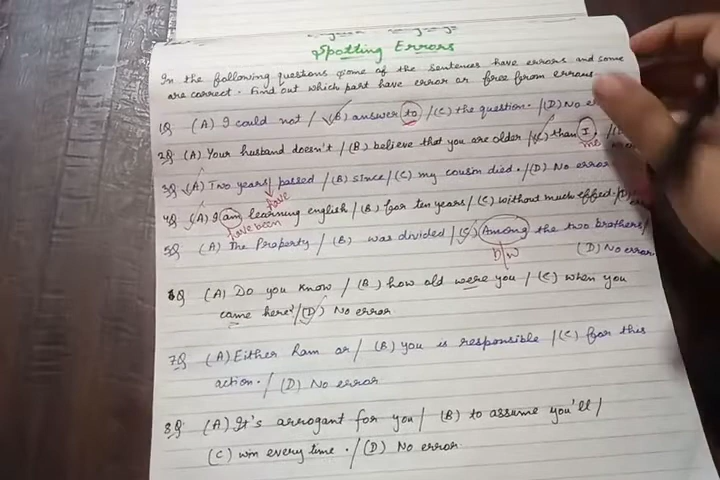 Spotting Errors
In the following questions some of the sentences have errors and some
are correct. Find out which part have error or free from errors
1Q (A) I could not / (B) answer to / (C) the question. / (D) No
2Q (A) Your husband doesn't / (B) believe that you are older / (C) than I. /
me
3Q (A) Two years passed / (B) since / (C) my cousin died. / (D) No error
have
4Q (A) I am learning english / (B) for ten years / (C) without much effect. /
have been
5Q (A) The Property / (B) was divided / (C) Among the two brothers /
b/w (D) No error
6Q (A) Do you know / (B) how old were you / (C) when you
came here? / (D) No error
7Q (A) Either Ram or / (B) you is responsible / (C) for this
action. / (D) No error
8Q (A) It's arrogant for you / (B) to assume you'll /
(C) win every time. / (D) No error.